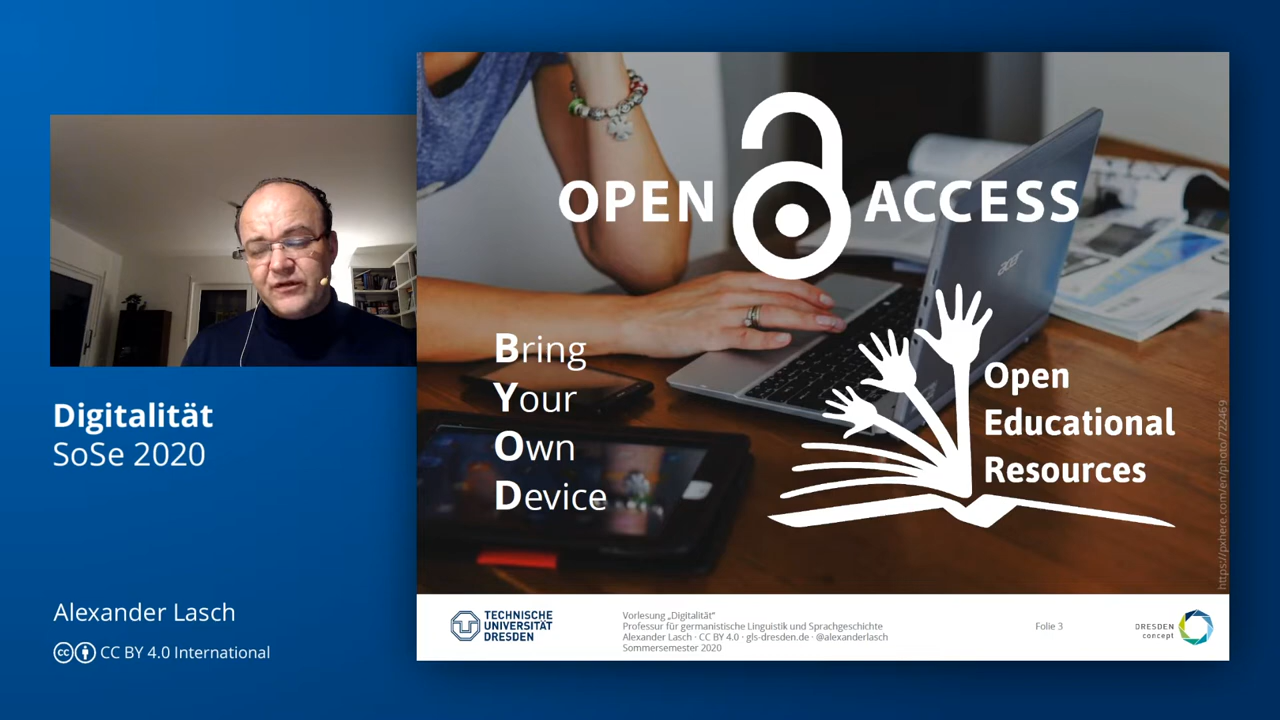 OPEN ACCESS
acer
Bring
Your
Own
Device
Open
Educational
Resources
https://pxhere.com/en/photo/722469
Digitalität
SoSe 2020
Alexander Lasch
CC BY 4.0 International
TECHNISCHE
UNIVERSITÄT
DRESDEN
Vorlesung „Digitalität“
Professur für germanistische Linguistik und Sprachgeschichte
Alexander Lasch · CC BY 4.0 · gls-dresden.de · @alexanderlasch
Sommersemester 2020
Folie 3
DRESDEN
concept